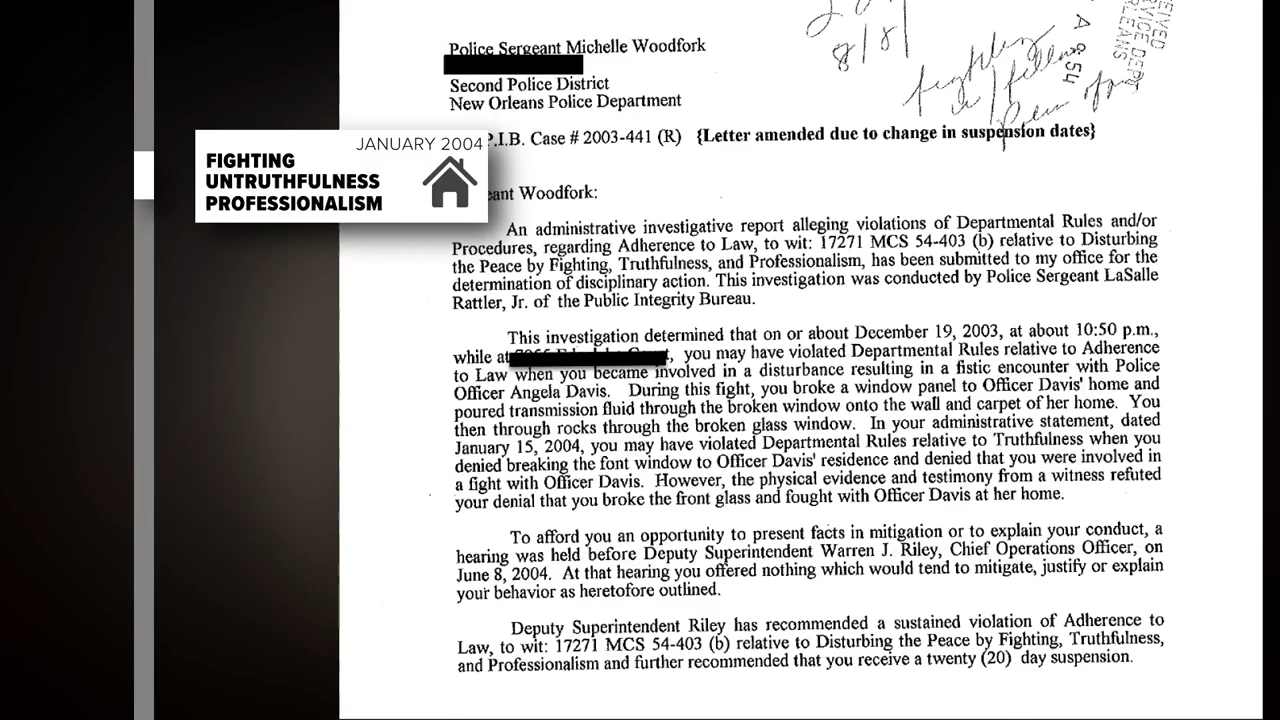 Police Sergeant Michelle Woodfork
Second Police District
New Orleans Police Department
JANUARY 2004
FIGHTING
UNTRUTHFULNESS
PROFESSIONALISM
P.I.B. Case # 2003-441 (R) {Letter amended due to change in suspension dates}
eant Woodfork:
An administrative investigative report alleging violations of Departmental Rules and/or
Procedures, regarding Adherence to Law, to wit: 17271 MCS 54-403 (b) relative to Disturbing
the Peace by Fighting, Truthfulness, and Professionalism, has been submitted to my office for the
determination of disciplinary action. This investigation was conducted by Police Sergeant LaSalle
Rattler, Jr. of the Public Integrity Bureau.
This investigation determined that on or about December 19, 2003, at about 10:50 p.m.,
while at , you may have violated Departmental Rules relative to Adherence
to Law when you became involved in a disturbance resulting in a fistic encounter with Police
Officer Angela Davis. During this fight, you broke a window panel to Officer Davis' home and
poured transmission fluid through the broken window onto the wall and carpet of her home. You
then through rocks through the broken glass window. In your administrative statement, dated
January 15, 2004, you may have violated Departmental Rules relative to Truthfulness when you
denied breaking the font window to Officer Davis' residence and denied that you were involved in
a fight with Officer Davis. However, the physical evidence and testimony from a witness refuted
your denial that you broke the front glass and fought with Officer Davis at her home.
To afford you an opportunity to present facts in mitigation or to explain your conduct, a
hearing was held before Deputy Superintendent Warren J. Riley, Chief Operations Officer, on
June 8, 2004. At that hearing you offered nothing which would tend to mitigate, justify or explain
your behavior as heretofore outlined.
Deputy Superintendent Riley has recommended a sustained violation of Adherence to
Law, to wit: 17271 MCS 54-403 (b) relative to Disturbing the Peace by Fighting, Truthfulness,
and Professionalism and further recommended that you receive a twenty (20) day suspension.